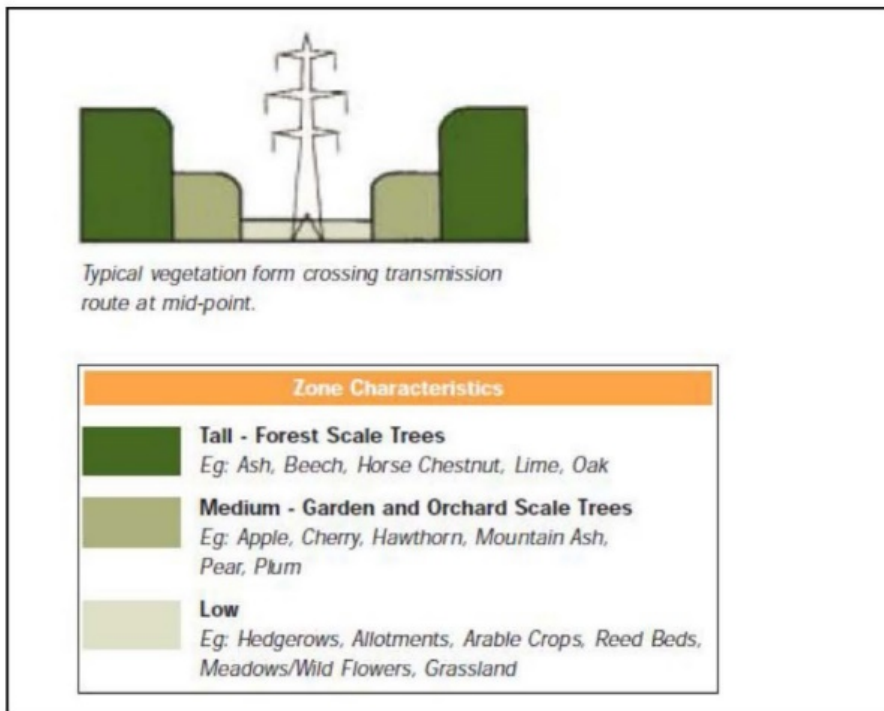 Typical vegetation form crossing transmission
route at mid-point.
Zone Characteristics
Tall - Forest Scale Trees
Eg: Ash, Beech, Horse Chestnut, Lime, Oak
Medium - Garden and Orchard Scale Trees
Eg: Apple, Cherry, Hawthorn, Mountain Ash,
Pear, Plum
Low
Eg: Hedgerows, Allotments, Arable Crops, Reed Beds,
Meadows/Wild Flowers, Grassland